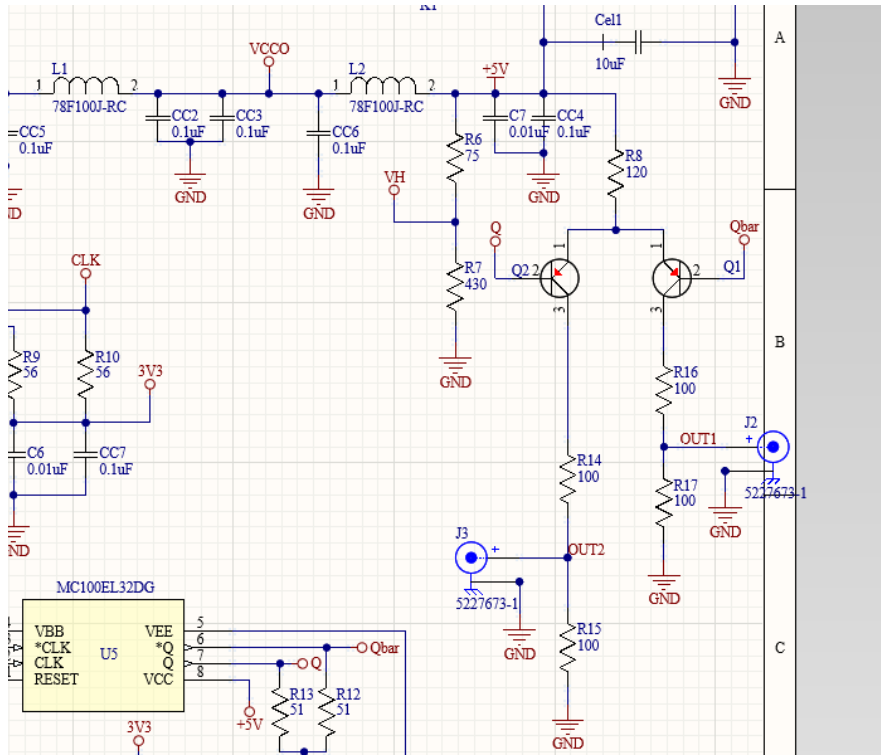 Cel1
A
10uF
GND
VCCO
L1
1
2
78F100J-RC
L2
1
2
78F100J-RC
+5V
CC5
0.1uF
CC2
0.1uF
CC3
0.1uF
CC6
0.1uF
R6
75
C7
0.01uF
CC4
0.1uF
R8
120
GND
GND
GND
VH
Q
Qbar
1
1
Q2
2
2
Q1
3
3
R7
430
GND
CLK
R9
56
R10
56
3V3
B
R16
100
C6
0.01uF
CC7
0.1uF
OUT1
J2
+
5227673-1
R14
100
R17
100
GND
GND
J3
+
OUT2
5227673-1
GND
R15
100
GND
C
MC100EL32DG
VBB
*CLK
CLK
RESET
U5
VEE
*Q
Q
VCC
5
6
7
8
Qbar
Q
+5V
R13
51
R12
51
3V3